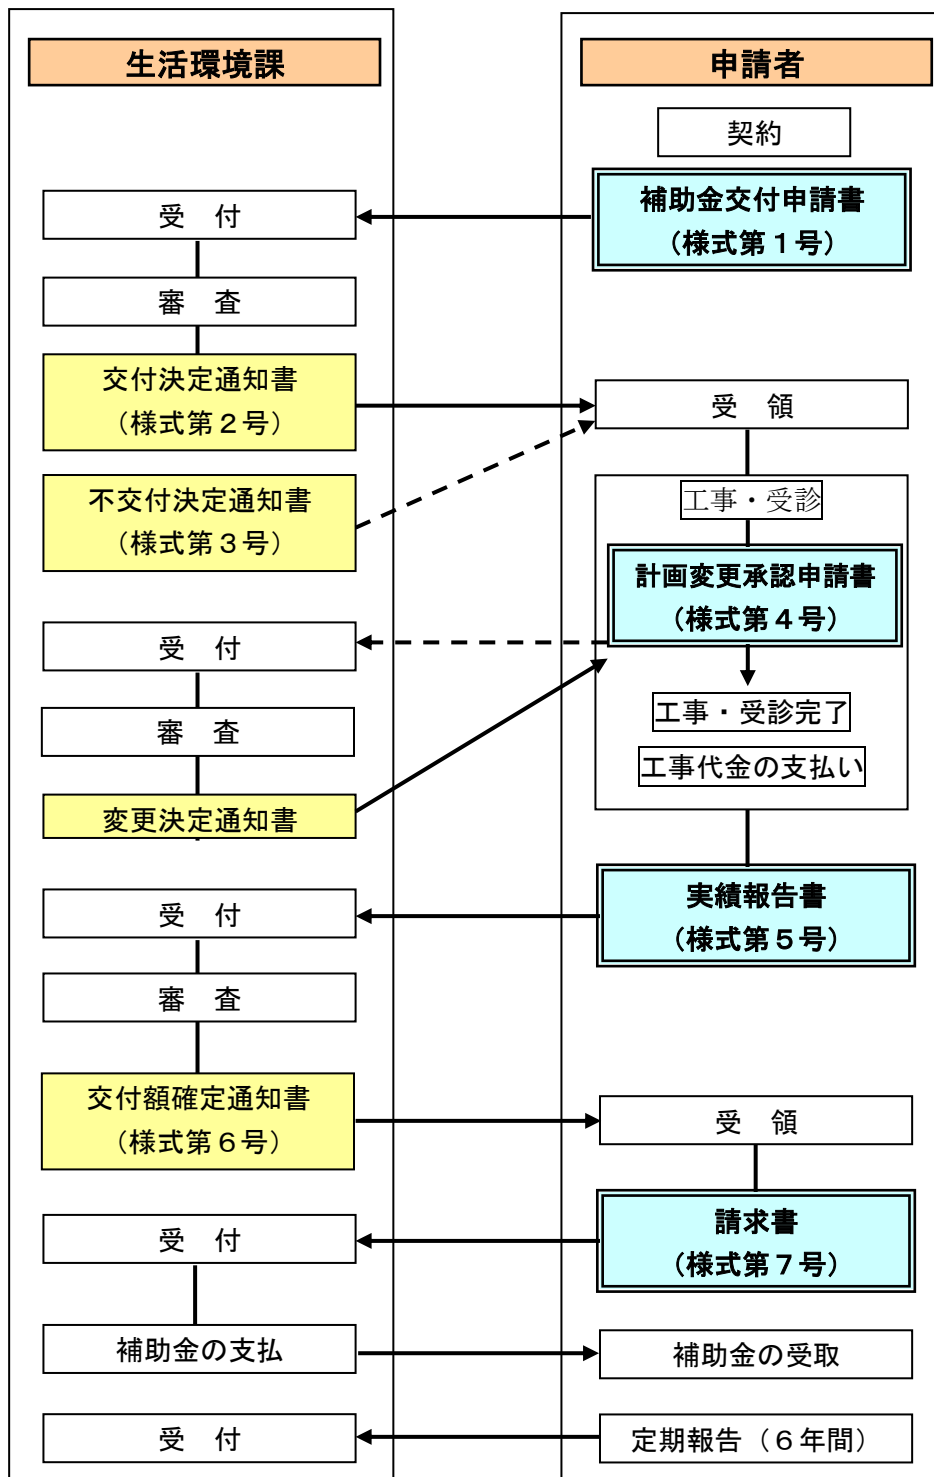 生活環境課
申請者
契約
補助金交付申請書
（様式第１号）
受　付
審　査
交付決定通知書
（様式第２号）
受　領
不交付決定通知書
（様式第３号）
工事・受診
計画変更承認申請書
（様式第４号）
受　付
審　査
工事・受診完了
工事代金の支払い
変更決定通知書
実績報告書
（様式第５号）
受　付
審　査
交付額確定通知書
（様式第６号）
受　領
請求書
（様式第７号）
受　付
補助金の支払
補助金の受取
受　付
定期報告（６年間）